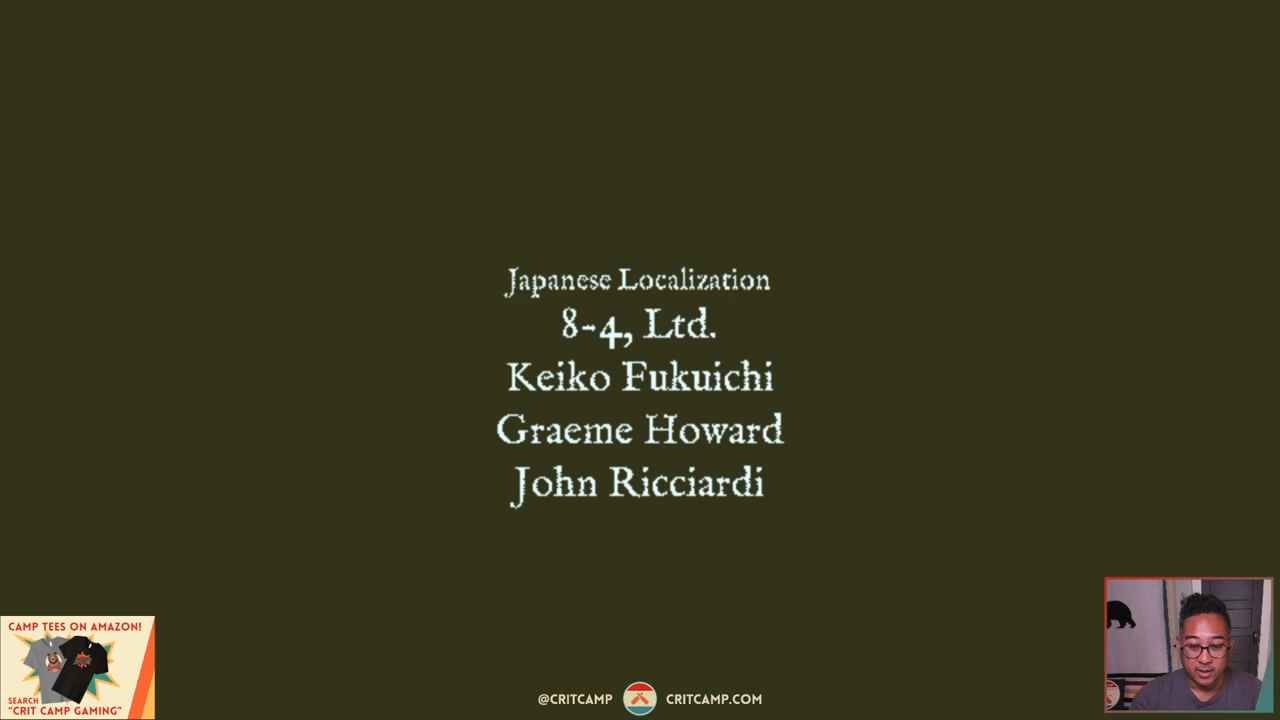 Japanese Localization
8-4, Ltd.
Keiko Fukuichi
Graeme Howard
John Ricciardi
CAMP TEES ON AMAZON!
SEARCH
"CRIT CAMP GAMING"
@CRITCAMP
CRITCAMP.COM